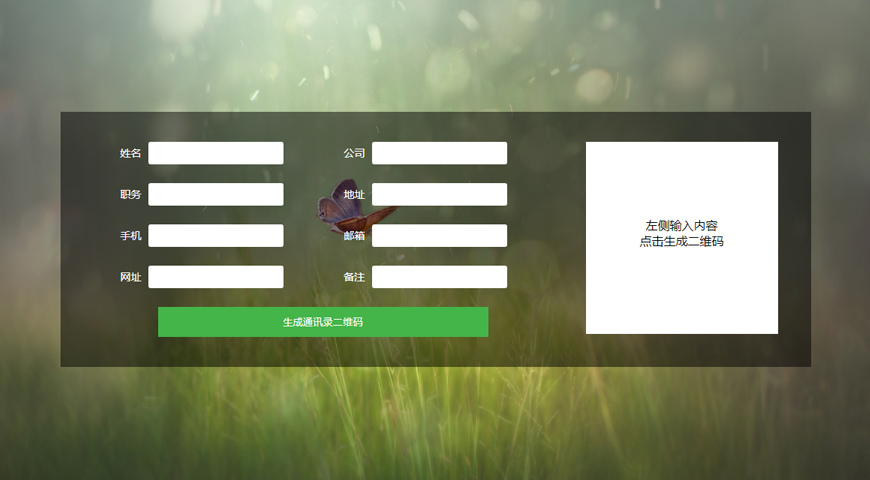 姓名
公司
职务
地址
手机
邮箱
网址
备注
生成通讯录二维码
左侧输入内容
点击生成二维码